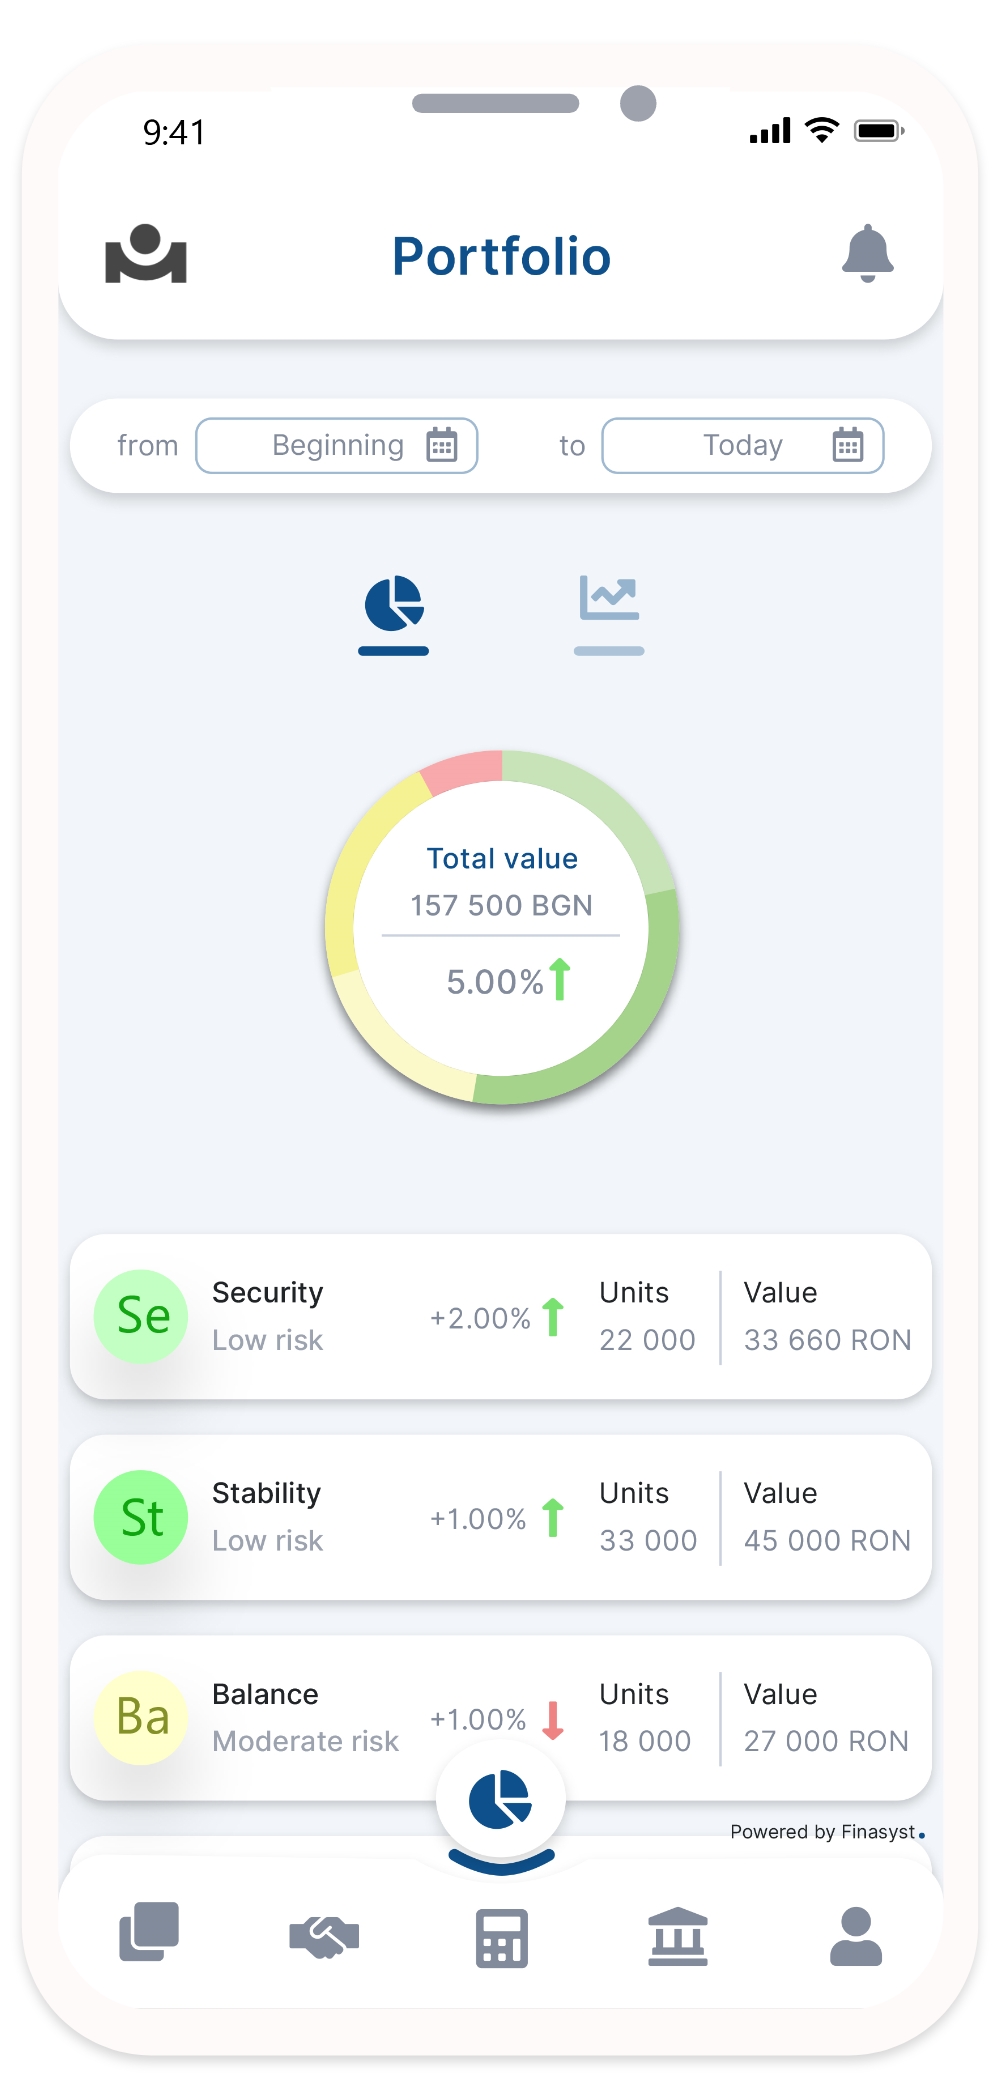 9:41
Portfolio
from Beginning to Today
Total value
157 500 BGN
5.00%
Se Security +2.00% Units Value
Low risk 22 000 33 660 RON
St Stability +1.00% Units Value
Low risk 33 000 45 000 RON
Ba Balance +1.00% Units Value
Moderate risk 18 000 27 000 RON
Powered by Finasyst.